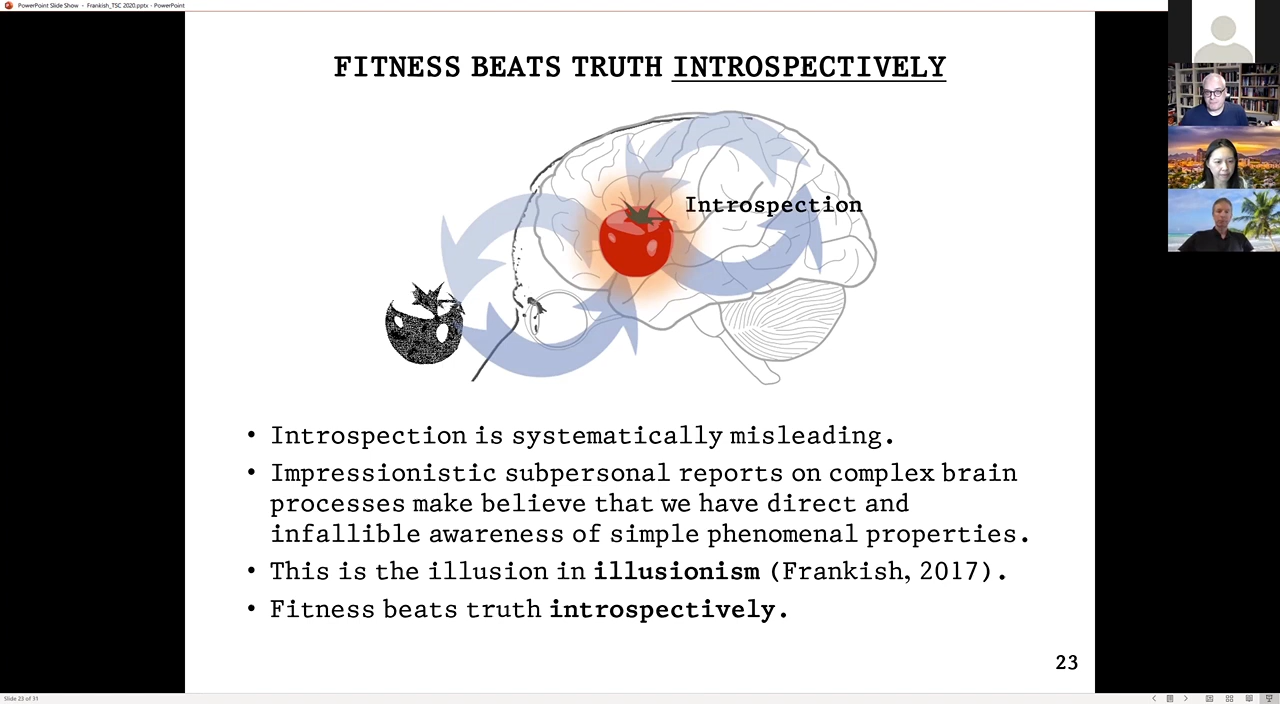 PowerPoint Slide Show - Frankish_TSC 2020.pptx - PowerPoint
FITNESS BEATS TRUTH INTROSPECTIVELY
Introspection
• Introspection is systematically misleading.
• Impressionistic subpersonal reports on complex brain
processes make believe that we have direct and
infallible awareness of simple phenomenal properties.
• This is the illusion in illusionism (Frankish, 2017).
• Fitness beats truth introspectively.
23
Slide 23 of 31